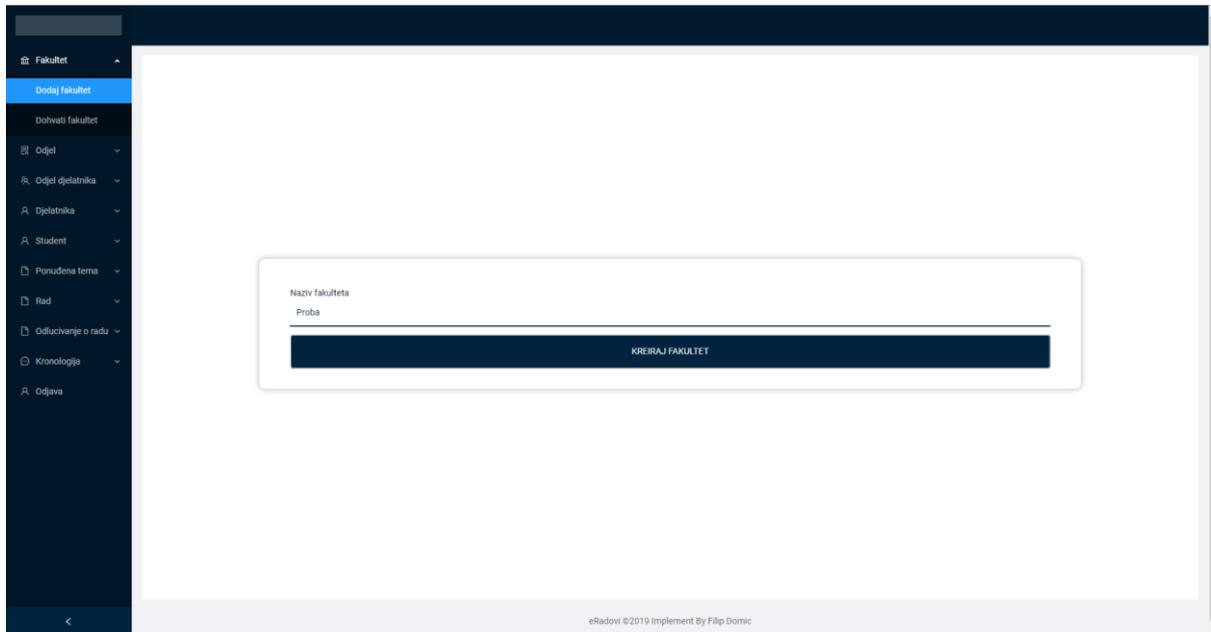 Fakultet
Dodaj fakultet
Dohvati fakultet
Odjel
Odjel djelatnika
Djelatnika
Student
Ponuđena tema
Rad
Odlucivanje o radu
Kronologija
Odjava
Naziv fakulteta
Proba
KREIRAJ FAKULTET
eRadovi ©2019 Implement By Filip Domic